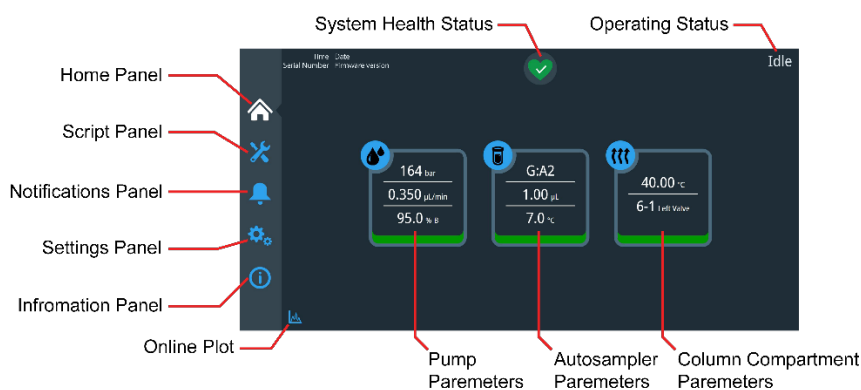 System Health Status
Operating Status
Time Date
Serial Number Firmware version
Idle
Home Panel
Script Panel
Notifications Panel
Settings Panel
Infromation Panel
Online Plot
164 bar
0.350 µL/min
95.0 % B
G:A2
1.00 µL
7.0 °C
40.00 °C
6-1 Left Valve
Pump
Paremeters
Autosampler
Paremeters
Column Compartment
Paremeters